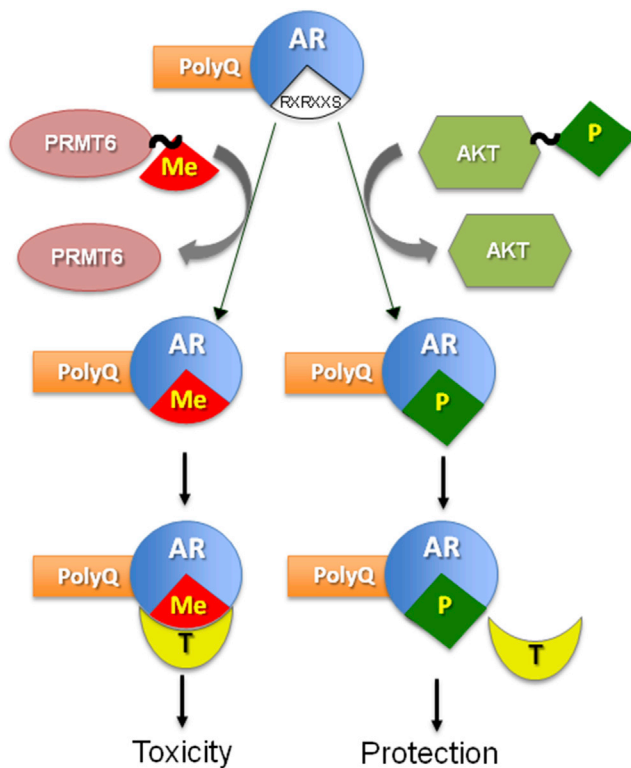 AR
PolyQ
RXRXXS
PRMT6
Me
AKT
P
PRMT6
AKT
AR
PolyQ
Me
AR
PolyQ
P
AR
PolyQ
Me
T
AR
PolyQ
P
T
Toxicity
Protection